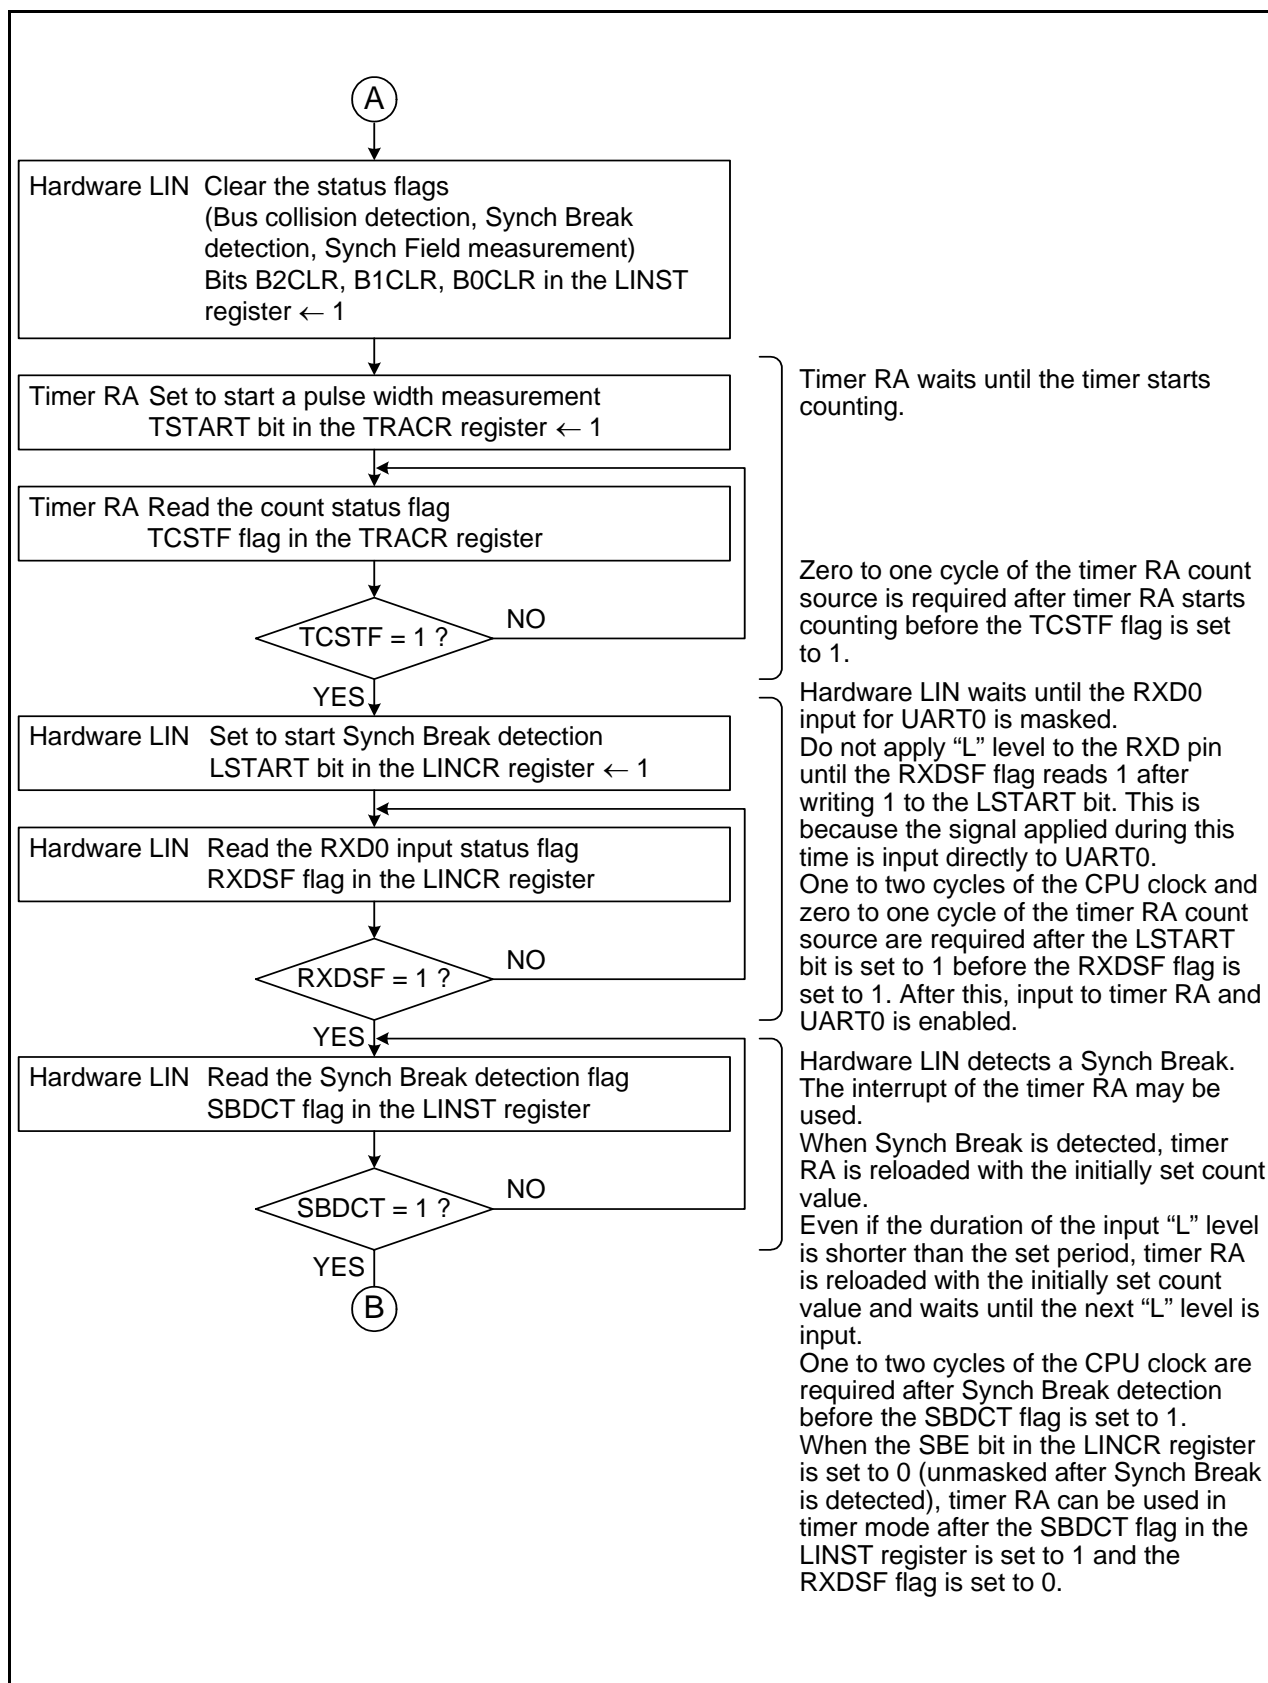 A
Hardware LIN Clear the status flags
(Bus collision detection, Synch Break
detection, Synch Field measurement)
Bits B2CLR, B1CLR, B0CLR in the LINST
register ← 1
Timer RA Set to start a pulse width measurement
TSTART bit in the TRACR register ← 1
Timer RA waits until the timer starts
counting.
Timer RA Read the count status flag
TCSTF flag in the TRACR register
TCSTF = 1 ?
NO
YES
Zero to one cycle of the timer RA count
source is required after timer RA starts
counting before the TCSTF flag is set
to 1.
Hardware LIN Set to start Synch Break detection
LSTART bit in the LINCR register ← 1
Hardware LIN Read the RXD0 input status flag
RXDSF flag in the LINCR register
RXDSF = 1 ?
NO
YES
Hardware LIN waits until the RXD0
input for UART0 is masked.
Do not apply “L” level to the RXD pin
until the RXDSF flag reads 1 after
writing 1 to the LSTART bit. This is
because the signal applied during this
time is input directly to UART0.
One to two cycles of the CPU clock and
zero to one cycle of the timer RA count
source are required after the LSTART
bit is set to 1 before the RXDSF flag is
set to 1. After this, input to timer RA and
UART0 is enabled.
Hardware LIN Read the Synch Break detection flag
SBDCT flag in the LINST register
SBDCT = 1 ?
NO
YES
B
Hardware LIN detects a Synch Break.
The interrupt of the timer RA may be
used.
When Synch Break is detected, timer
RA is reloaded with the initially set count
value.
Even if the duration of the input “L” level
is shorter than the set period, timer RA
is reloaded with the initially set count
value and waits until the next “L” level is
input.
One to two cycles of the CPU clock are
required after Synch Break detection
before the SBDCT flag is set to 1.
When the SBE bit in the LINCR register
is set to 0 (unmasked after Synch Break
is detected), timer RA can be used in
timer mode after the SBDCT flag in the
LINST register is set to 1 and the
RXDSF flag is set to 0.